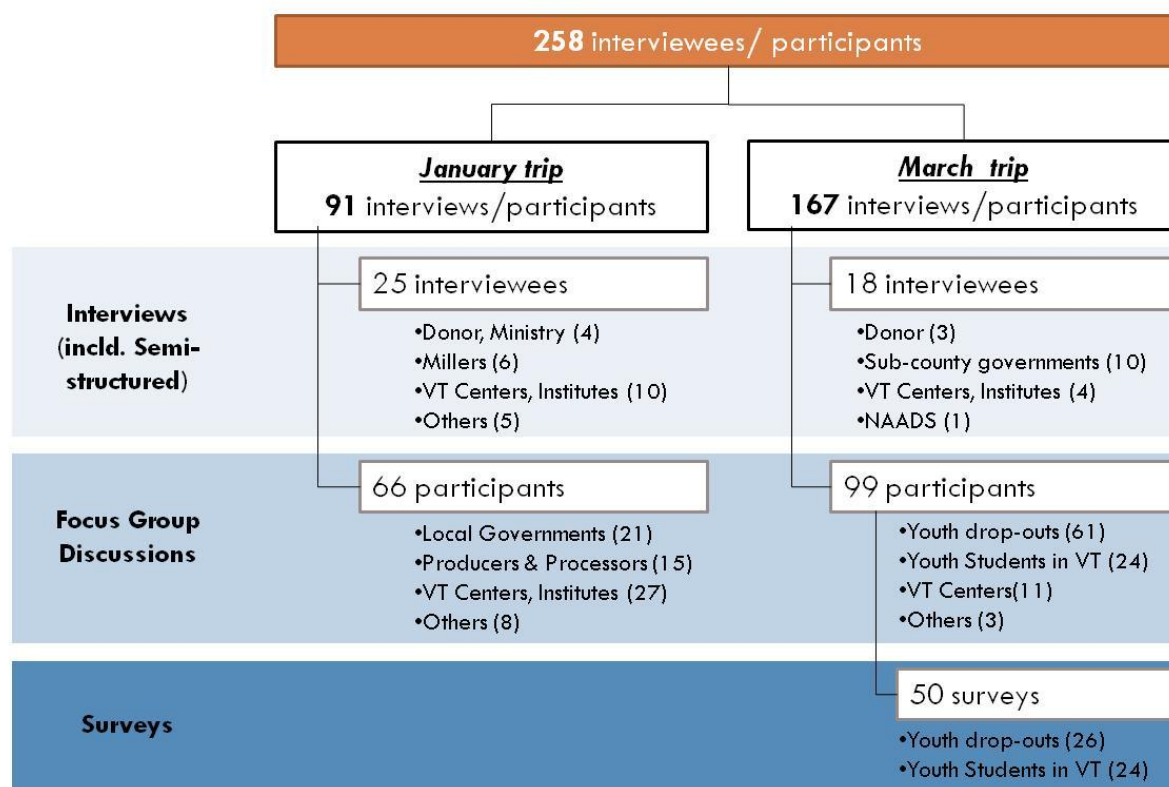 258 interviewees/ participants
January trip
91 interviews/participants
March trip
167 interviews/participants
Interviews
(incld. Semi-
structured)
25 interviewees
•Donor, Ministry (4)
•Millers (6)
•VT Centers, Institutes (10)
•Others (5)
18 interviewees
•Donor (3)
•Sub-county governments (10)
•VT Centers, Institutes (4)
•NAADS (1)
Focus Group
Discussions
66 participants
•Local Governments (21)
•Producers & Processors (15)
•VT Centers, Institutes (27)
•Others (8)
99 participants
•Youth drop-outs (61)
•Youth Students in VT (24)
•VT Centers(11)
•Others (3)
Surveys
50 surveys
•Youth drop-outs (26)
•Youth Students in VT (24)